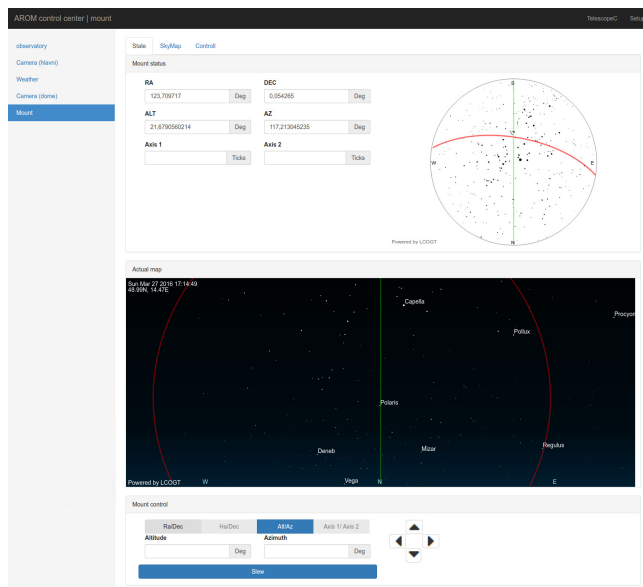 AROM control center | mount
TelescopeC
Setup
observatory
Camera (hlavni)
Weather
Camera (dome)
Mount
State
SkyMap
Controll
Mount status
RA
DEC
123,709717
Deg
0,054265
Deg
ALT
AZ
21,6790560214
Deg
117,213045235
Deg
Axis 1
Axis 2
Ticks
Ticks
S
W
E
N
Powered by LCOGT
Actual map
Sun Mar 27 2016 17:14:49
48.99N, 14.47E
Capella
Procyon
Pollux
Polaris
Deneb
Mizar
Regulus
Powered by LCOGT
W
Vega
N
E
Mount control
Ra/Dec
Ha/Dec
Alt/Az
Axis 1/ Axis 2
Altitude
Azimuth
Deg
Deg
Slew